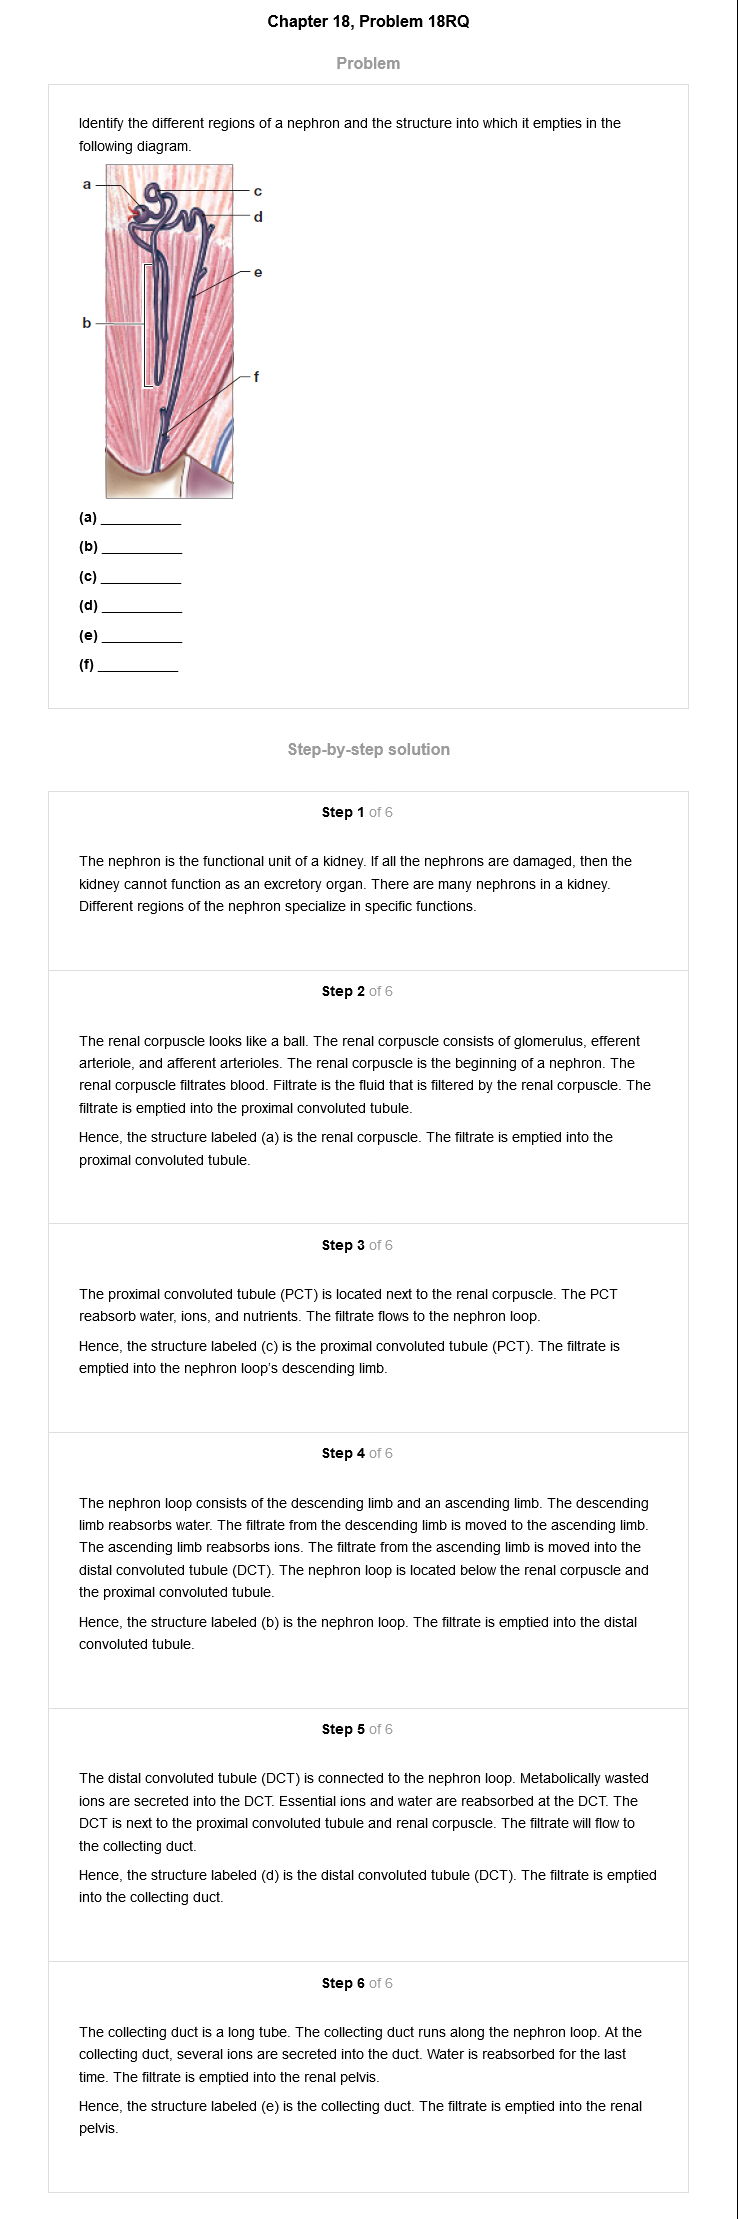 Chapter 18, Problem 18RQ
Problem
Identify the different regions of a nephron and the structure into which it empties in the
following diagram.
a
c
d
e
b
f
(a) __________
(b) __________
(c) __________
(d) __________
(e) __________
(f) __________
Step-by-step solution
Step 1 of 6
The nephron is the functional unit of a kidney. If all the nephrons are damaged, then the
kidney cannot function as an excretory organ. There are many nephrons in a kidney.
Different regions of the nephron specialize in specific functions.
Step 2 of 6
The renal corpuscle looks like a ball. The renal corpuscle consists of glomerulus, efferent
arteriole, and afferent arterioles. The renal corpuscle is the beginning of a nephron. The
renal corpuscle filtrates blood. Filtrate is the fluid that is filtered by the renal corpuscle. The
filtrate is emptied into the proximal convoluted tubule.
Hence, the structure labeled (a) is the renal corpuscle. The filtrate is emptied into the
proximal convoluted tubule.
Step 3 of 6
The proximal convoluted tubule (PCT) is located next to the renal corpuscle. The PCT
reabsorb water, ions, and nutrients. The filtrate flows to the nephron loop.
Hence, the structure labeled (c) is the proximal convoluted tubule (PCT). The filtrate is
emptied into the nephron loop's descending limb.
Step 4 of 6
The nephron loop consists of the descending limb and an ascending limb. The descending
limb reabsorbs water. The filtrate from the descending limb is moved to the ascending limb.
The ascending limb reabsorbs ions. The filtrate from the ascending limb is moved into the
distal convoluted tubule (DCT). The nephron loop is located below the renal corpuscle and
the proximal convoluted tubule.
Hence, the structure labeled (b) is the nephron loop. The filtrate is emptied into the distal
convoluted tubule.
Step 5 of 6
The distal convoluted tubule (DCT) is connected to the nephron loop. Metabolically wasted
ions are secreted into the DCT. Essential ions and water are reabsorbed at the DCT. The
DCT is next to the proximal convoluted tubule and renal corpuscle. The filtrate will flow to
the collecting duct.
Hence, the structure labeled (d) is the distal convoluted tubule (DCT). The filtrate is emptied
into the collecting duct.
Step 6 of 6
The collecting duct is a long tube. The collecting duct runs along the nephron loop. At the
collecting duct, several ions are secreted into the duct. Water is reabsorbed for the last
time. The filtrate is emptied into the renal pelvis.
Hence, the structure labeled (e) is the collecting duct. The filtrate is emptied into the renal
pelvis.